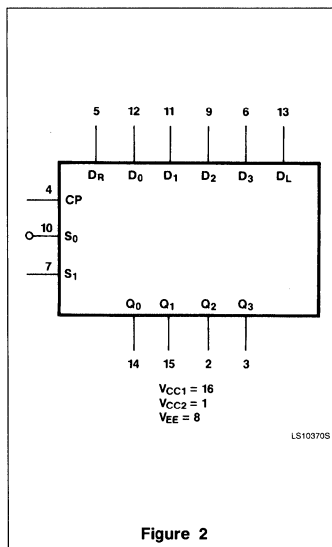 5 12 11 9 6 13
DR D0 D1 D2 D3 DL
4 CP
10 S0
7 S1
Q0 Q1 Q2 Q3
14 15 2 3
VCC1 = 16
VCC2 = 1
VEE = 8
LS10370S
Figure 2